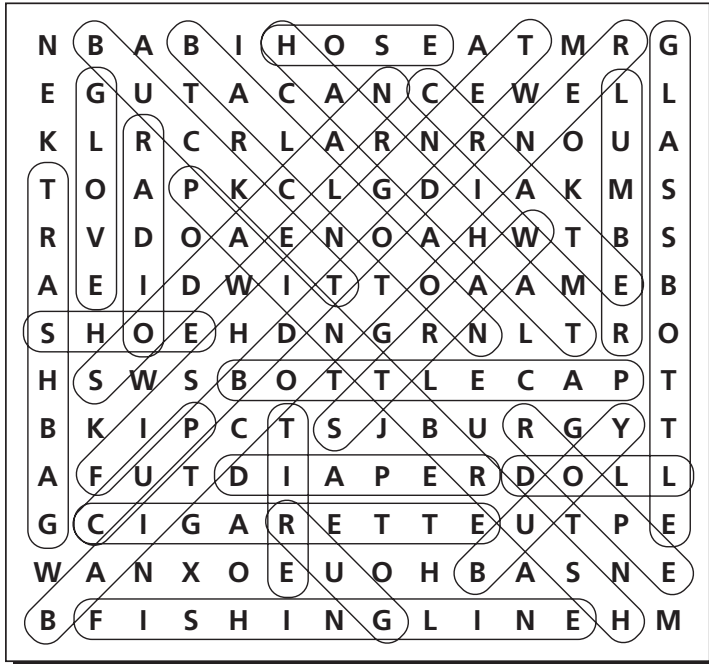 N B A B I H O S E A T M R G
E G U T A C A N C E W E L L
K L R C R L A R N R N O U A
T O A P K C L G D I A K M S
R V D O A E N O A H W T B S
A E I D W I T T O A A M E B
S H O E H D N G R N L T R O
H S W S B O T T L E C A P T
B K I P C T S J B U R G Y T
A F U T D I A P E R D O L L
G C I G A R E T T E U T P E
W A N X O E U O H B A S N E
B F I S H I N G L I N E H M